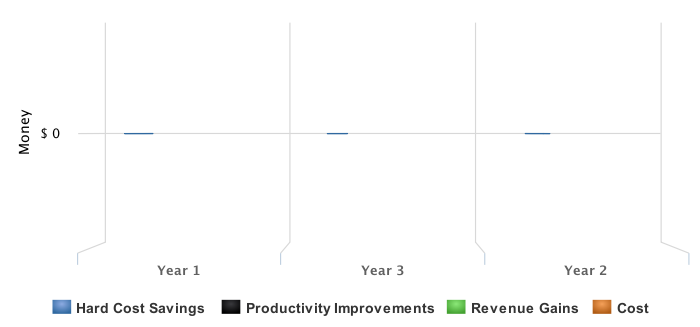 Money
$ 0
Year 1 Year 3 Year 2
Hard Cost Savings Productivity Improvements Revenue Gains Cost